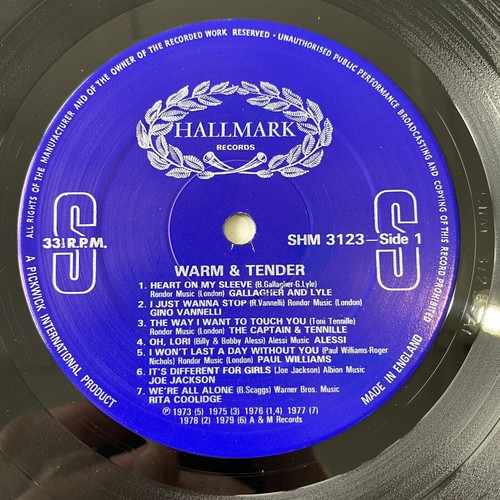 ALL RIGHTS OF THE MANUFACTURER AND OF THE OWNER OF THE RECORDED WORK RESERVED • UNAUTHORISED PUBLIC PERFORMANCE BROADCASTING AND COPYING OF THIS RECORD PROHIBITED
HALLMARK
RECORDS
S S
33⅓R.P.M.
SHM 3123—Side 1
WARM & TENDER
1. HEART ON MY SLEEVE (B.Gallagher-G.Lyle)
Rondor Music (London) GALLAGHER AND LYLE
2. I JUST WANNA STOP (R.Vannelli) Rondor Music (London)
GINO VANNELLI
3. THE WAY I WANT TO TOUCH YOU (Toni Tennille)
Rondor Music (London) THE CAPTAIN & TENNILLE
4. OH, LORI (Billy & Bobby Alessi) Alessi Music ALESSI
5. I WON'T LAST A DAY WITHOUT YOU (Paul Williams-Roger
Nichols) Rondor Music (London) PAUL WILLIAMS
6. IT'S DIFFERENT FOR GIRLS (Joe Jackson) Albion Music
JOE JACKSON
7. WE'RE ALL ALONE (B.Scaggs) Warner Bros. Music
RITA COOLIDGE
℗ 1973 (5) 1975 (3) 1976 (1,4) 1977 (7)
1978 (2) 1979 (6) A & M Records
A PICKWICK INTERNATIONAL PRODUCT
MADE IN ENGLAND